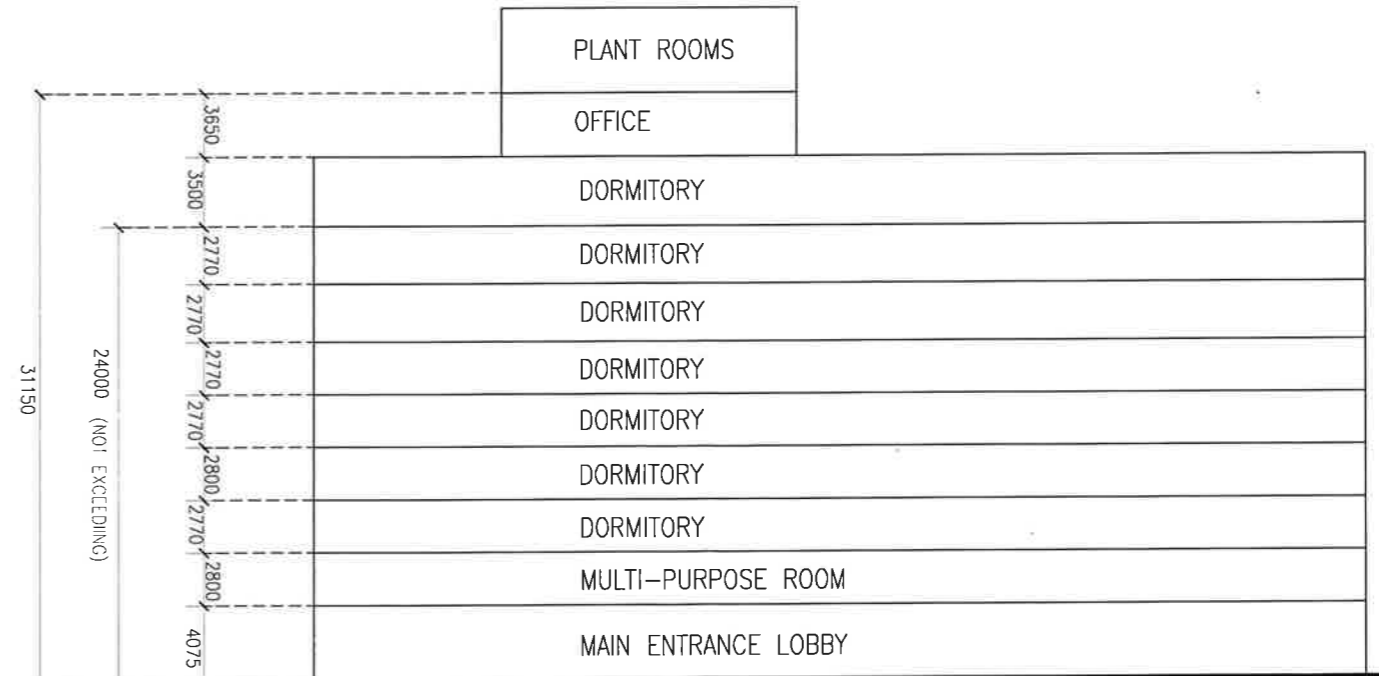 PLANT ROOMS
OFFICE
DORMITORY
DORMITORY
DORMITORY
DORMITORY
DORMITORY
DORMITORY
DORMITORY
MULTI-PURPOSE ROOM
MAIN ENTRANCE LOBBY
3650
3500
2770
2770
2770
2770
2800
2770
2800
4075
24000 (NOT EXCEEDIING)
31150